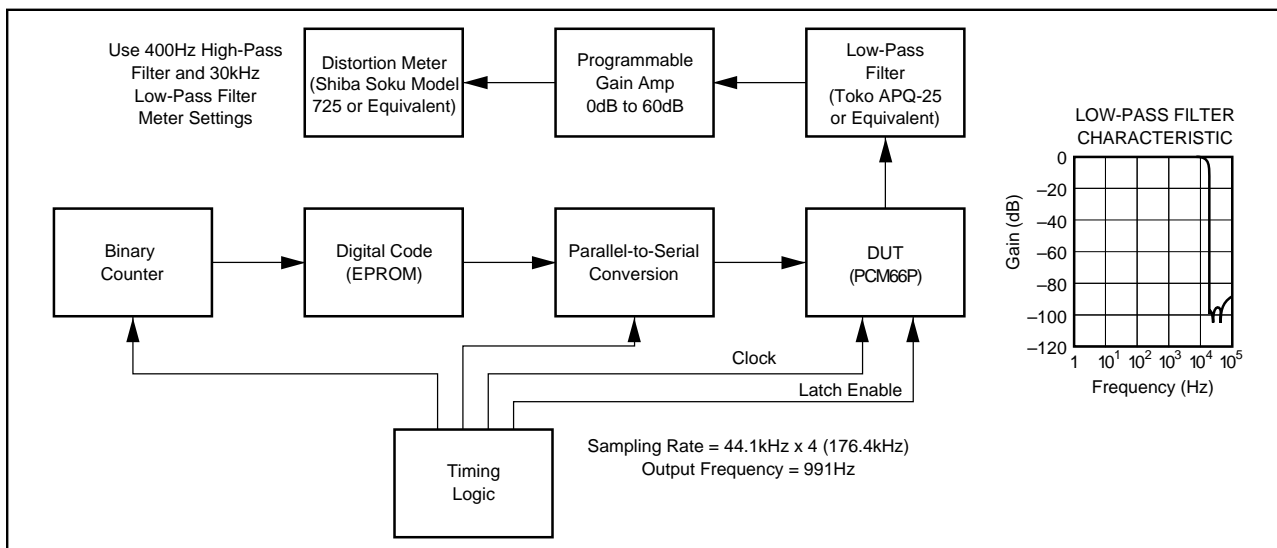 Use 400Hz High-Pass
Filter and 30kHz
Low-Pass Filter
Meter Settings
Distortion Meter
(Shiba Soku Model
725 or Equivalent)
Programmable
Gain Amp
0dB to 60dB
Low-Pass
Filter
(Toko APQ-25
or Equivalent)
LOW-PASS FILTER
CHARACTERISTIC
0
–20
–40
–60
–80
–100
–120
Gain (dB)
1 10¹ 10² 10³ 10⁴ 10⁵
Frequency (Hz)
Binary
Counter
Digital Code
(EPROM)
Parallel-to-Serial
Conversion
DUT
(PCM66P)
Clock
Latch Enable
Timing
Logic
Sampling Rate = 44.1kHz x 4 (176.4kHz)
Output Frequency = 991Hz